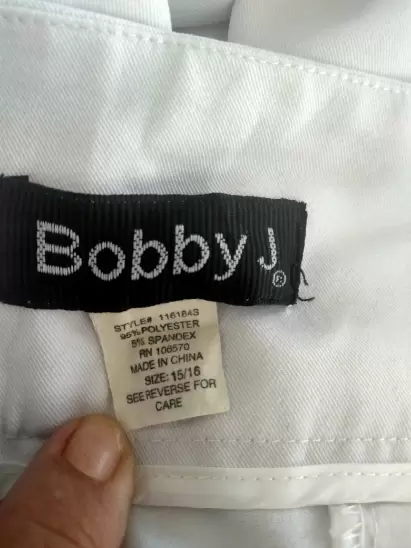 Bobby J®
STYLE# 116184S
95% POLYESTER
5% SPANDEX
RN 106570
MADE IN CHINA
SIZE: 15/16
SEE REVERSE FOR
CARE